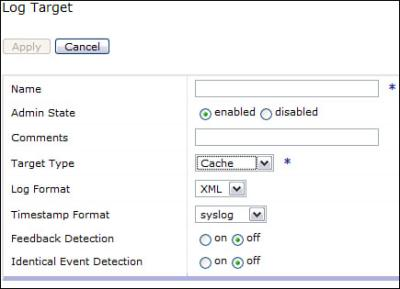 Log Target
Apply Cancel
Name *
Admin State enabled disabled
Comments
Target Type Cache *
Log Format XML
Timestamp Format syslog
Feedback Detection on off
Identical Event Detection on off